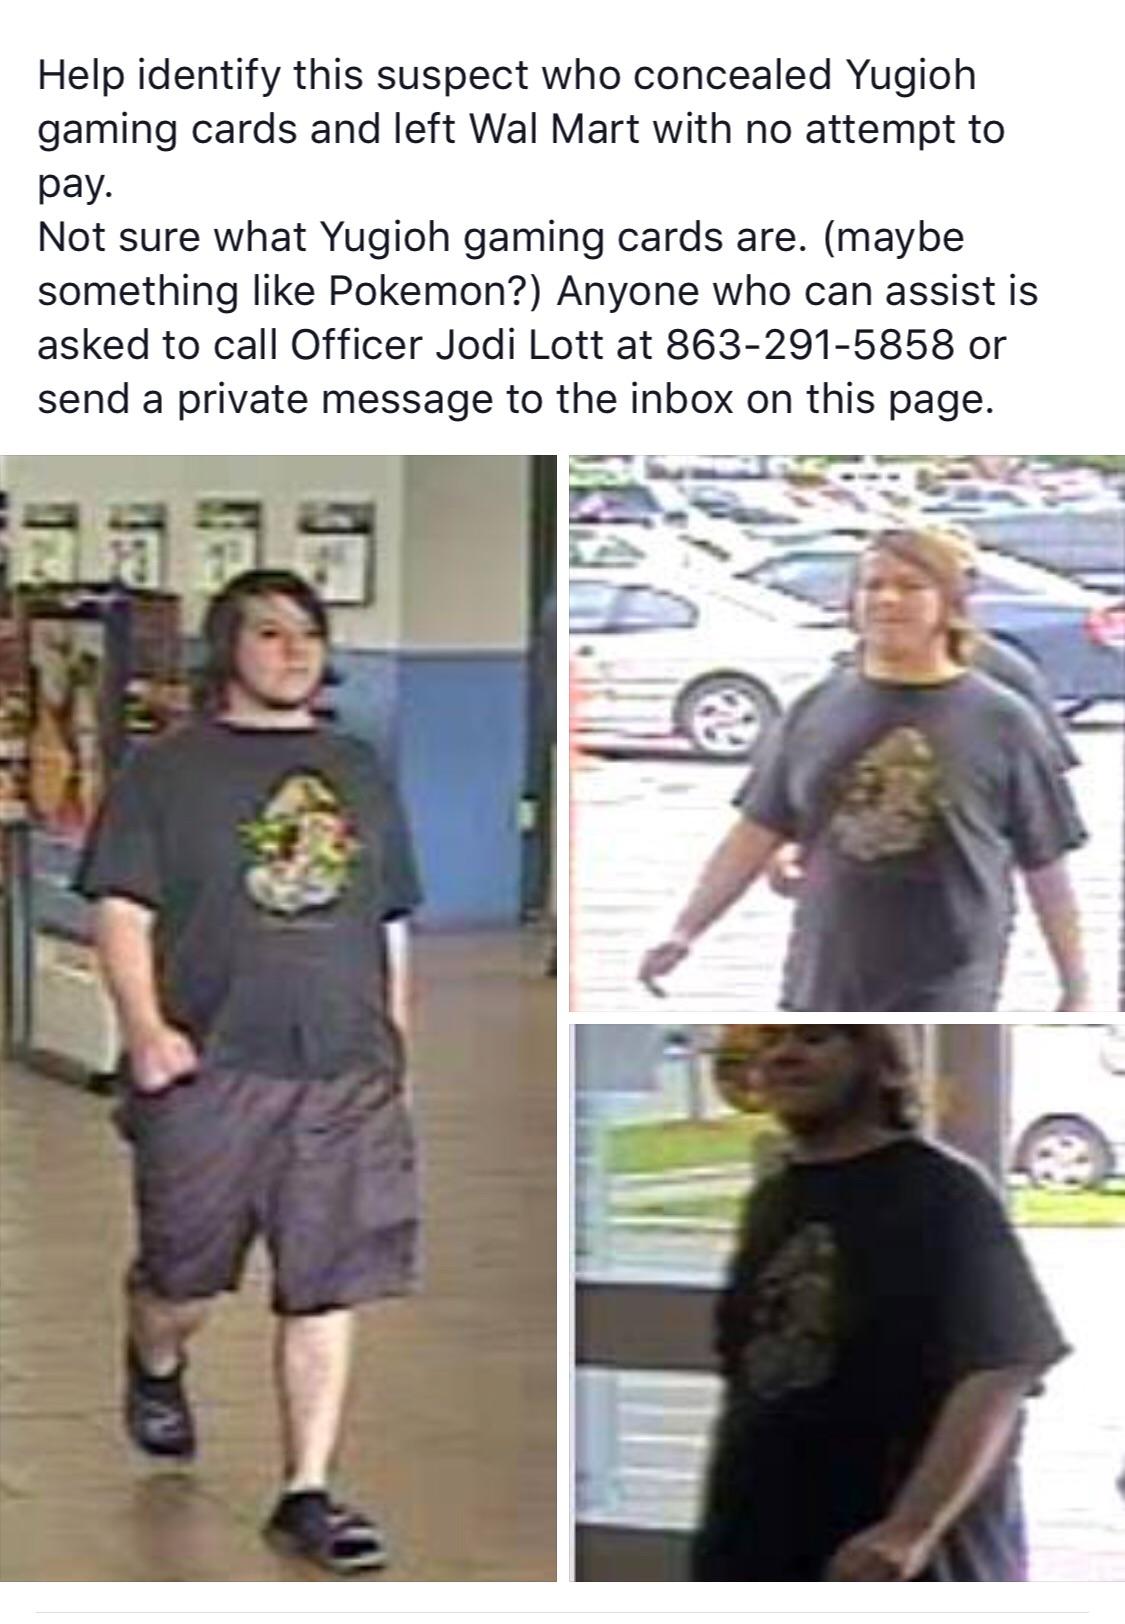 Help identify this suspect who concealed Yugioh
gaming cards and left Wal Mart with no attempt to
pay.
Not sure what Yugioh gaming cards are. (maybe
something like Pokemon?) Anyone who can assist is
asked to call Officer Jodi Lott at 863-291-5858 or
send a private message to the inbox on this page.